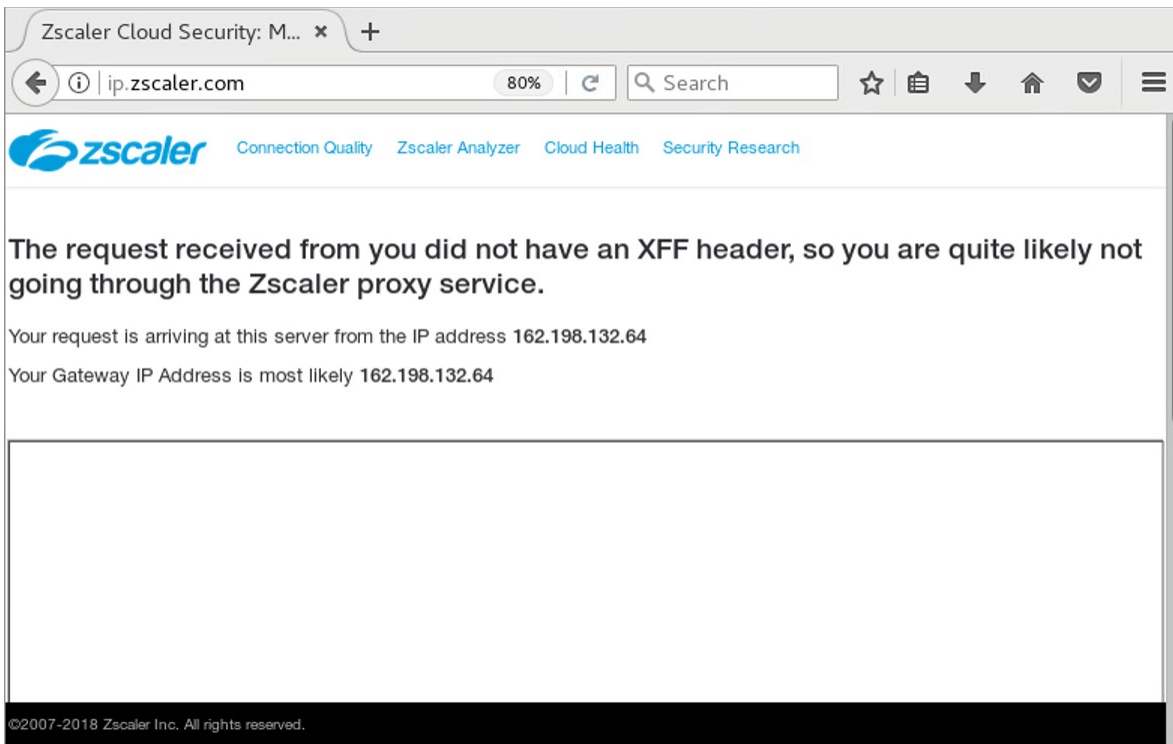 Zscaler Cloud Security: M...
ip.zscaler.com 80% Search
zscaler Connection Quality Zscaler Analyzer Cloud Health Security Research
The request received from you did not have an XFF header, so you are quite likely not
going through the Zscaler proxy service.
Your request is arriving at this server from the IP address 162.198.132.64
Your Gateway IP Address is most likely 162.198.132.64
©2007-2018 Zscaler Inc. All rights reserved.